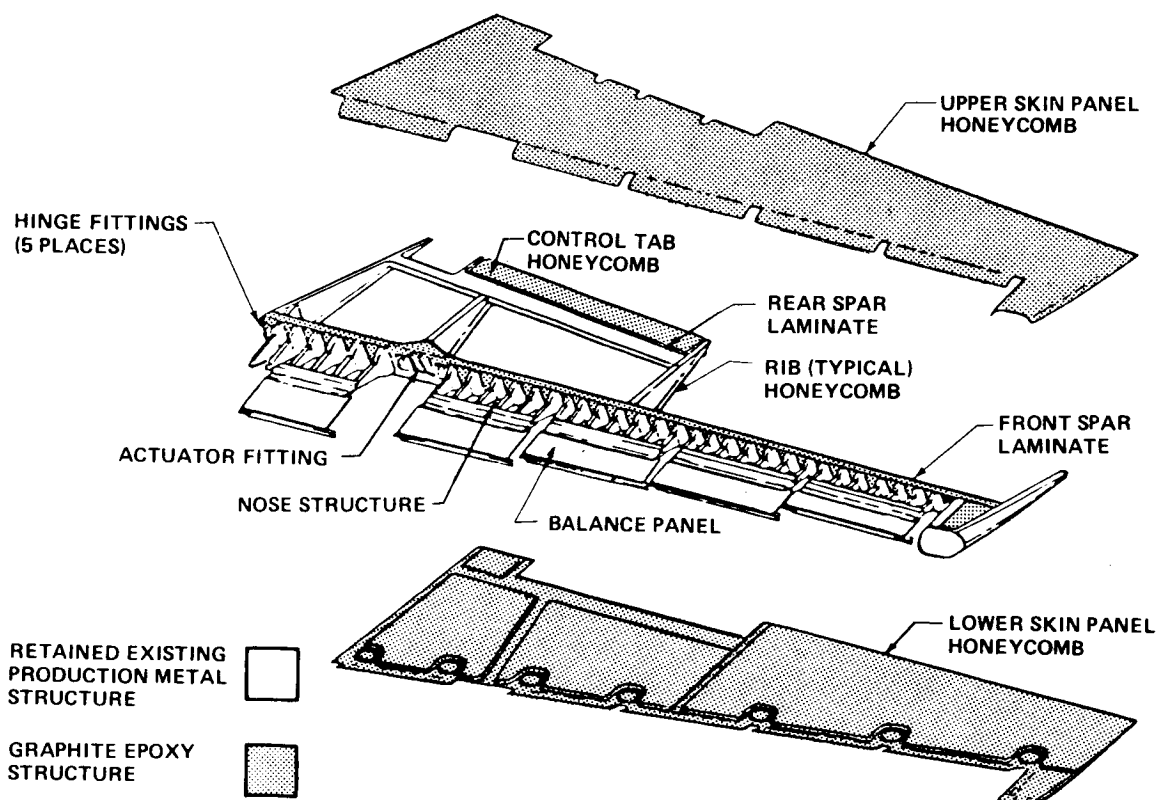 UPPER SKIN PANEL
HONEYCOMB
HINGE FITTINGS
(5 PLACES)
CONTROL TAB
HONEYCOMB
REAR SPAR
LAMINATE
RIB (TYPICAL)
HONEYCOMB
FRONT SPAR
LAMINATE
ACTUATOR FITTING
NOSE STRUCTURE
BALANCE PANEL
LOWER SKIN PANEL
HONEYCOMB
RETAINED EXISTING
PRODUCTION METAL
STRUCTURE
GRAPHITE EPOXY
STRUCTURE